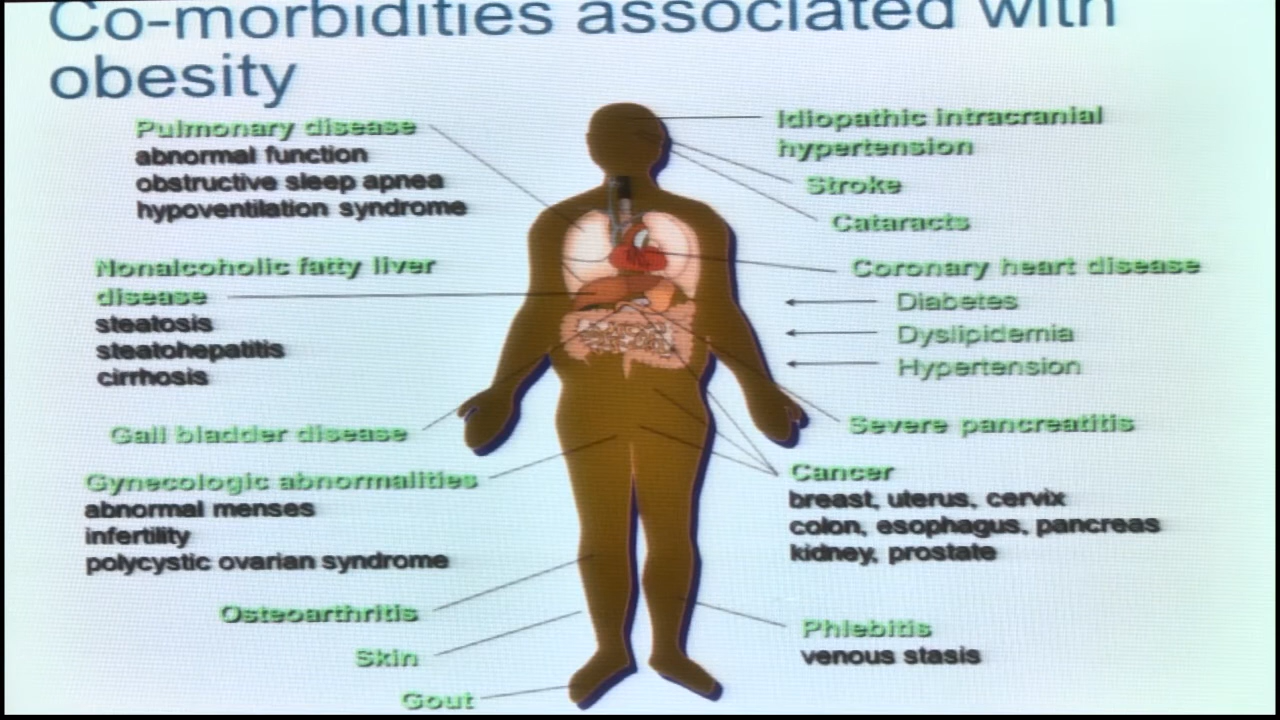 Co-morbidities associated with
obesity
Pulmonary disease
abnormal function
obstructive sleep apnea
hypoventilation syndrome
Nonalcoholic fatty liver
disease
steatosis
steatohepatitis
cirrhosis
Gall bladder disease
Gynecologic abnormalities
abnormal menses
infertility
polycystic ovarian syndrome
Osteoarthritis
Skin
Gout
Idiopathic intracranial
hypertension
Stroke
Cataracts
Coronary heart disease
Diabetes
Dyslipidemia
Hypertension
Severe pancreatitis
Cancer
breast, uterus, cervix
colon, esophagus, pancreas
kidney, prostate
Phlebitis
venous stasis